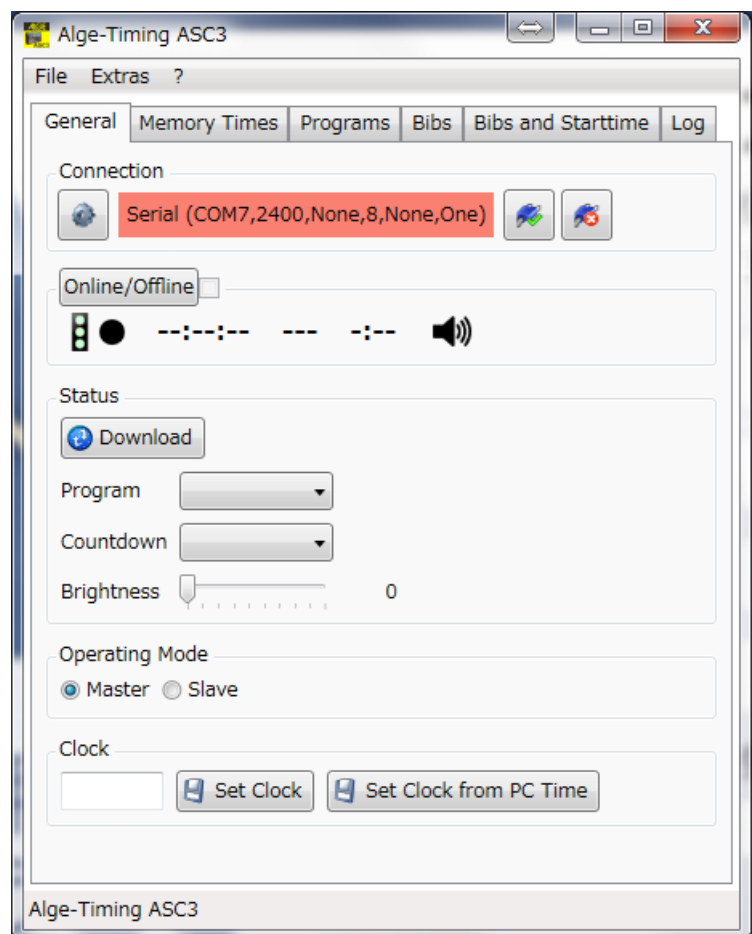 Alge-Timing ASC3
File Extras ?
General Memory Times Programs Bibs Bibs and Starttime Log
Connection
Serial (COM7,2400,None,8,None,One)
Online/Offline
--:--:-- --- -:--
Status
Download
Program
Countdown
Brightness 0
Operating Mode
Master Slave
Clock
Set Clock Set Clock from PC Time
Alge-Timing ASC3